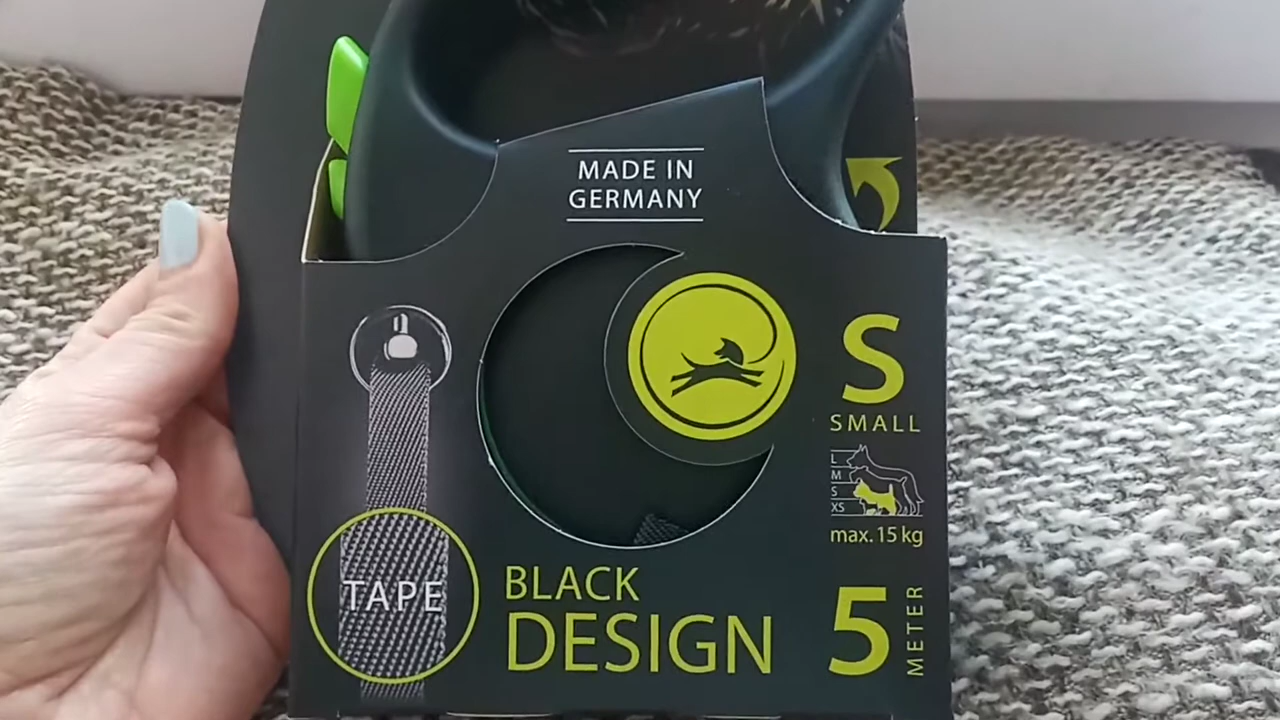 MADE IN
GERMANY
S
SMALL
L
M
S
XS
max. 15 kg
TAPE
BLACK
DESIGN
5
METER